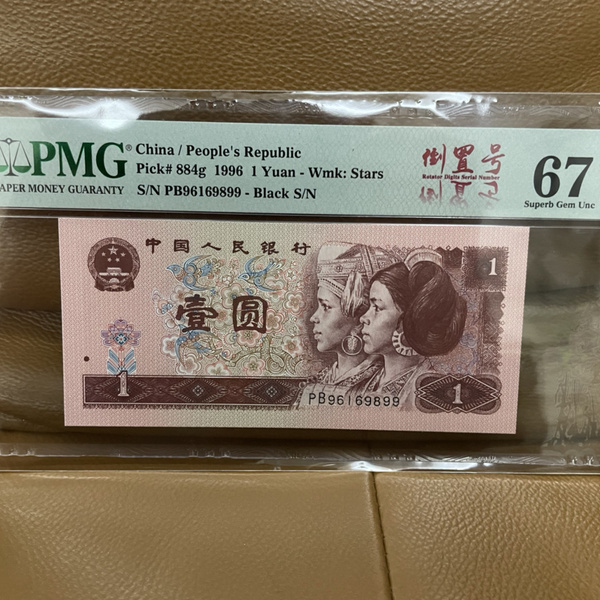 PMG®
PAPER MONEY GUARANTY
China / People's Republic
Pick# 884g 1996 1 Yuan - Wmk: Stars
S/N PB96169899 - Black S/N
倒置号
Rotator Digits Serial Number
67
Superb Gem Unc
中国人民银行
1
壹圆
1
1
PB96169899